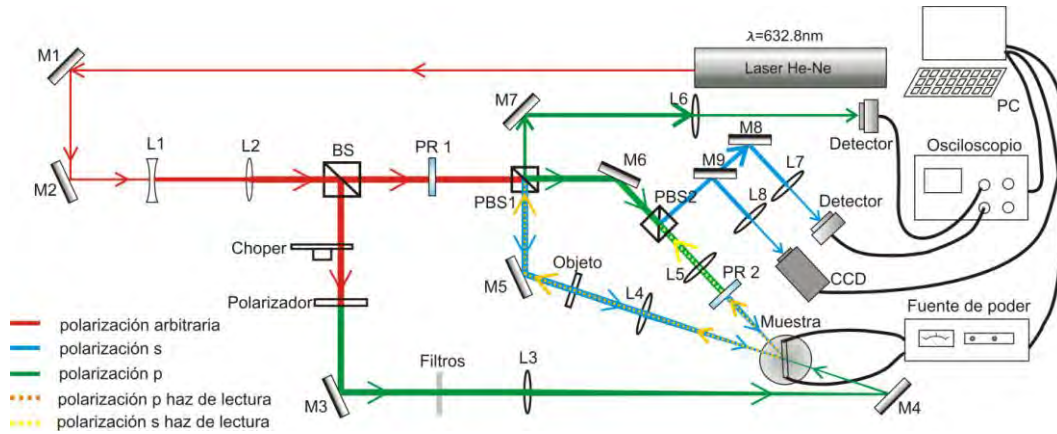 λ=632.8nm
Laser He-Ne
M1
M7
L6
PC
M8
Detector
Osciloscopio
L1
L2
BS
PR 1
M6
M9
L7
M2
PBS1
PBS2
L8
Detector
Choper
L5
PR 2
CCD
M5
Objeto
L4
Polarizador
Muestra
Fuente de poder
polarización arbitraria
polarización s
polarización p
Filtros
L3
M3
M4
polarización p haz de lectura
polarización s haz de lectura